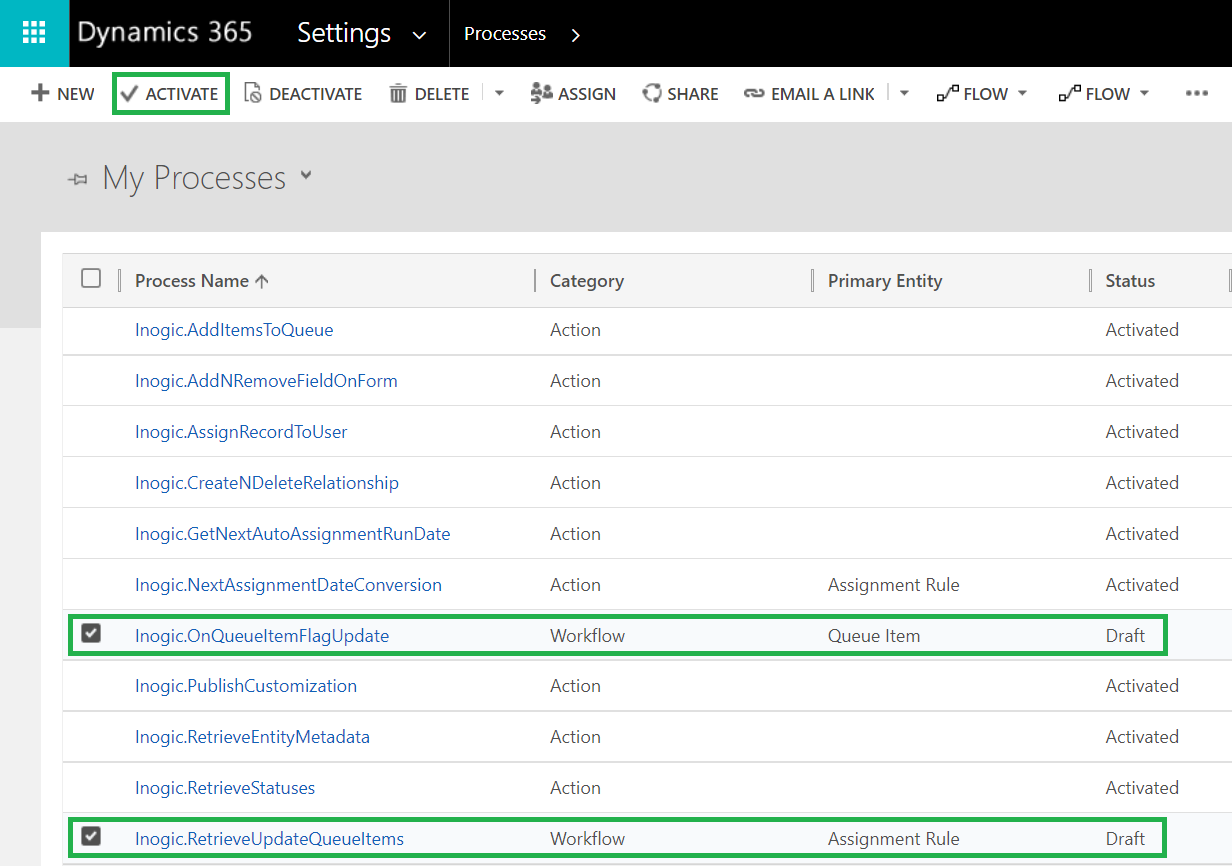 Dynamics 365 Settings Processes
NEW ACTIVATE DEACTIVATE DELETE ASSIGN SHARE EMAIL A LINK FLOW FLOW
My Processes
Process Name Category Primary Entity Status
Inogic.AddItemsToQueue Action Activated
Inogic.AddNRemoveFieldOnForm Action Activated
Inogic.AssignRecordToUser Action Activated
Inogic.CreateNDeleteRelationship Action Activated
Inogic.GetNextAutoAssignmentRunDate Action Activated
Inogic.NextAssignmentDateConversion Action Assignment Rule Activated
Inogic.OnQueueItemFlagUpdate Workflow Queue Item Draft
Inogic.PublishCustomization Action Activated
Inogic.RetrieveEntityMetadata Action Activated
Inogic.RetrieveStatuses Action Activated
Inogic.RetrieveUpdateQueueItems Workflow Assignment Rule Draft